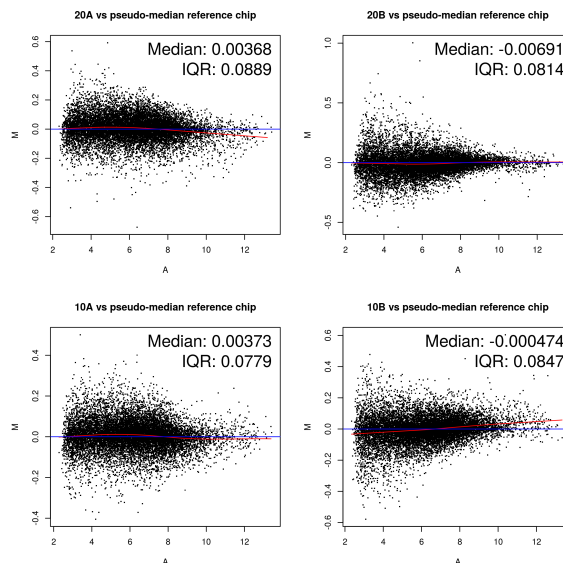 20A vs pseudo-median reference chip
Median: 0.00368
IQR: 0.0889
M
0.6
0.4
0.2
0.0
-0.2
-0.4
-0.6
2 4 6 8 10 12
A
20B vs pseudo-median reference chip
Median: -0.00691
IQR: 0.0814
M
1.0
0.5
0.0
-0.5
2 4 6 8 10 12
A
10A vs pseudo-median reference chip
Median: 0.00373
IQR: 0.0779
M
0.4
0.2
0.0
-0.2
-0.4
2 4 6 8 10 12
A
10B vs pseudo-median reference chip
Median: -0.000474
IQR: 0.0847
M
0.6
0.4
0.2
0.0
-0.2
-0.4
-0.6
2 4 6 8 10 12
A